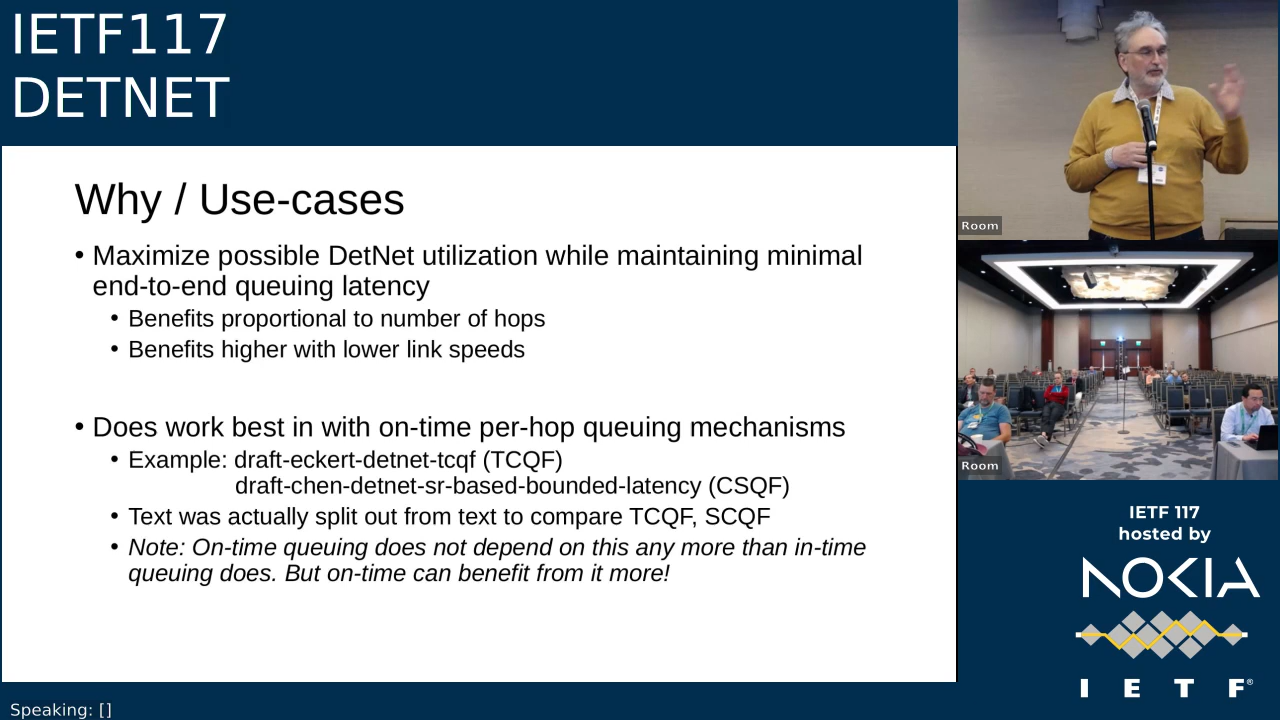 IETF117
DETNET
Why / Use-cases
• Maximize possible DetNet utilization while maintaining minimal
end-to-end queuing latency
• Benefits proportional to number of hops
• Benefits higher with lower link speeds
• Does work best in with on-time per-hop queuing mechanisms
• Example: draft-eckert-detnet-tcqf (TCQF)
draft-chen-detnet-sr-based-bounded-latency (CSQF)
• Text was actually split out from text to compare TCQF, SCQF
• Note: On-time queuing does not depend on this any more than in-time
queuing does. But on-time can benefit from it more!
Speaking: []
Room
Room
IETF 117
hosted by
NOKIA
I E T F®